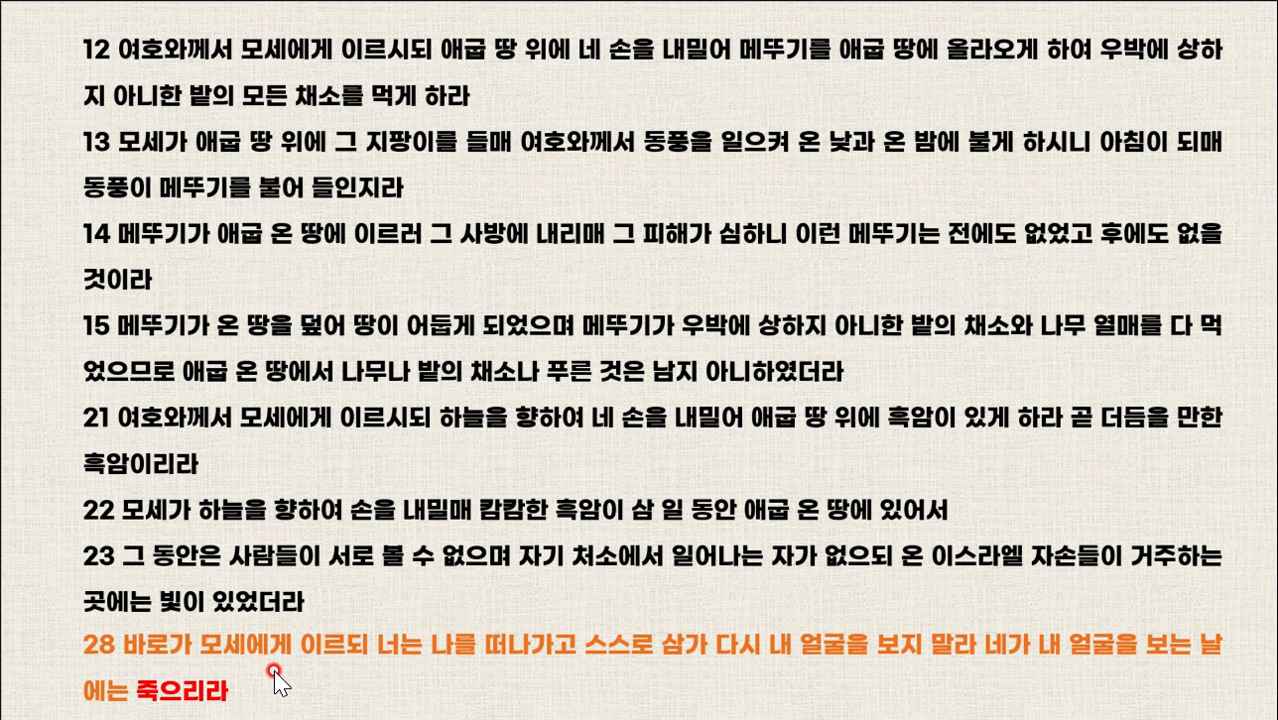 12 여호와께서 모세에게 이르시되 애굽 땅 위에 네 손을 내밀어 메뚜기를 애굽 땅에 올라오게 하여 우박에 상하
지 아니한 밭의 모든 채소를 먹게 하라
13 모세가 애굽 땅 위에 그 지팡이를 들매 여호와께서 동풍을 일으켜 온 낮과 온 밤에 불게 하시니 아침이 되매
동풍이 메뚜기를 불어 들인지라
14 메뚜기가 애굽 온 땅에 이르러 그 사방에 내리매 그 피해가 심하니 이런 메뚜기는 전에도 없었고 후에도 없을
것이라
15 메뚜기가 온 땅을 덮어 땅이 어둡게 되었으며 메뚜기가 우박에 상하지 아니한 밭의 채소와 나무 열매를 다 먹
었으므로 애굽 온 땅에서 나무나 밭의 채소나 푸른 것은 남지 아니하였더라
21 여호와께서 모세에게 이르시되 하늘을 향하여 네 손을 내밀어 애굽 땅 위에 흑암이 있게 하라 곧 더듬을 만한
흑암이리라
22 모세가 하늘을 향하여 손을 내밀매 캄캄한 흑암이 삼 일 동안 애굽 온 땅에 있어서
23 그 동안은 사람들이 서로 볼 수 없으며 자기 처소에서 일어나는 자가 없으되 온 이스라엘 자손들이 거주하는
곳에는 빛이 있었더라
28 바로가 모세에게 이르되 너는 나를 떠나가고 스스로 삼가 다시 내 얼굴을 보지 말라 네가 내 얼굴을 보는 날
에는 죽으리라